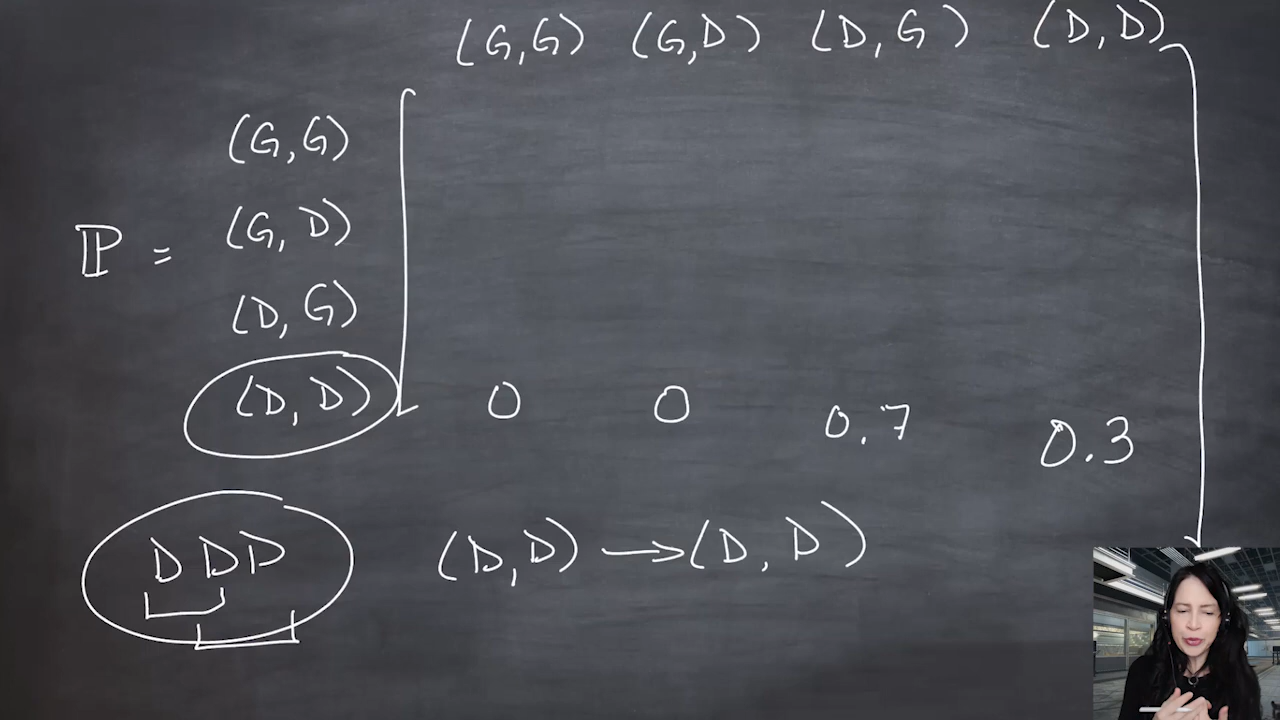 (G,G) (G,D) (D,G) (D,D)
(G,G)
(G,D)
ℙ =
(D,G)
(D,D) 0 0 0.7 0.3
DDD (D,D) → (D,D)